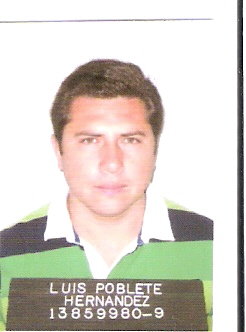 LUIS POBLETE
HERNANDEZ
13859980-9